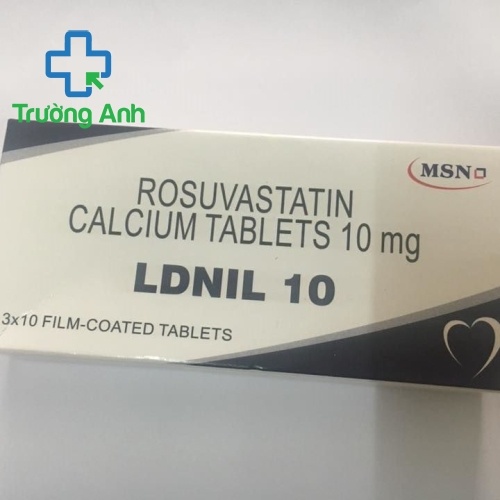 Trường Anh
MSN
ROSUVASTATIN
CALCIUM TABLETS 10 mg
LDNIL 10
3x10 FILM-COATED TABLETS